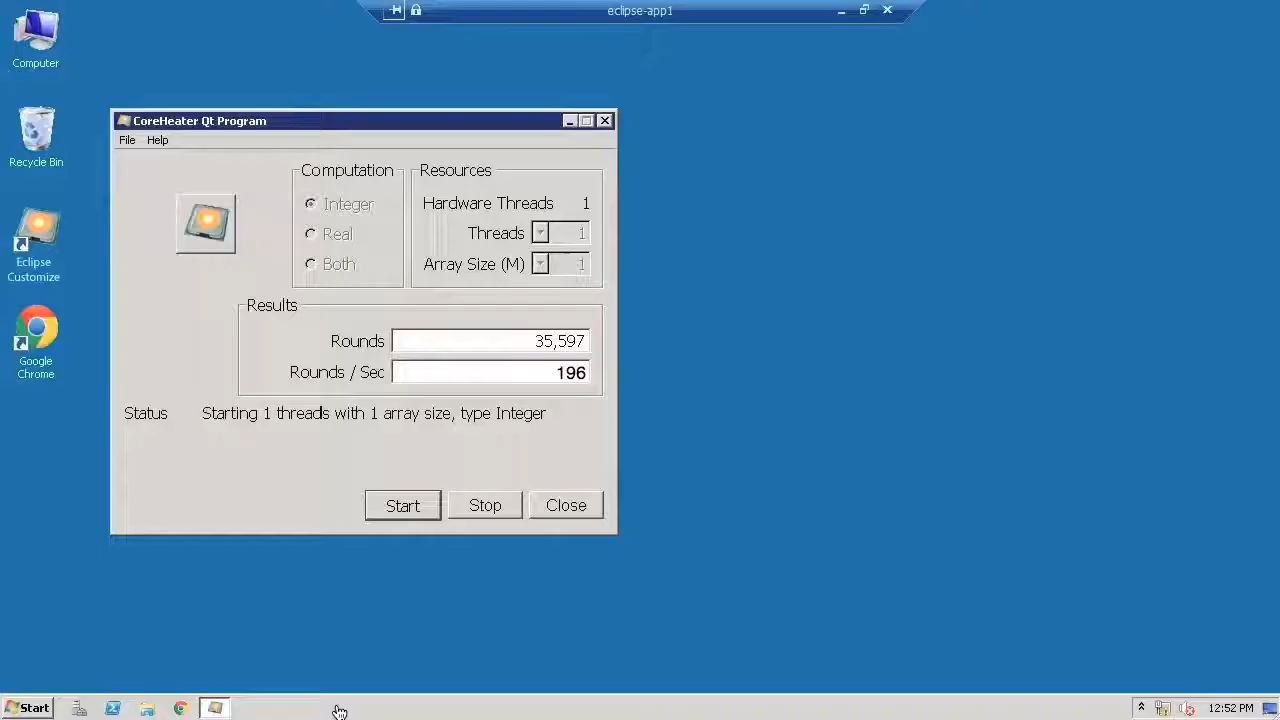 eclipse-app1
Computer
Recycle Bin
Eclipse
Customize
Google
Chrome
CoreHeater Qt Program
File Help
Computation
Integer
Real
Both
Resources
Hardware Threads 1
Threads 1
Array Size (M) 1
Results
Rounds 35,597
Rounds / Sec 196
Status Starting 1 threads with 1 array size, type Integer
Start Stop Close
Start
12:52 PM